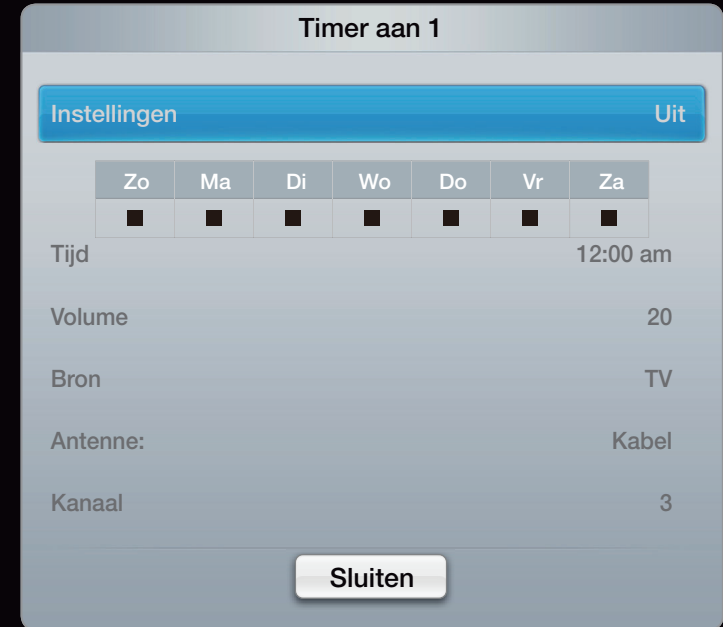 Timer aan 1
Instellingen Uit
Zo Ma Di Wo Do Vr Za
Tijd 12:00 am
Volume 20
Bron TV
Antenne: Kabel
Kanaal 3
Sluiten